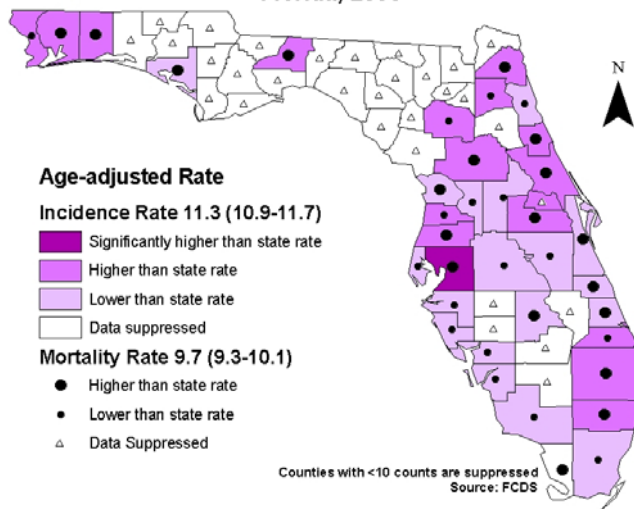 N
Age-adjusted Rate
Incidence Rate 11.3 (10.9-11.7)
Significantly higher than state rate
Higher than state rate
Lower than state rate
Data suppressed
Mortality Rate 9.7 (9.3-10.1)
Higher than state rate
Lower than state rate
Data Suppressed
Counties with <10 counts are suppressed
Source: FCDS